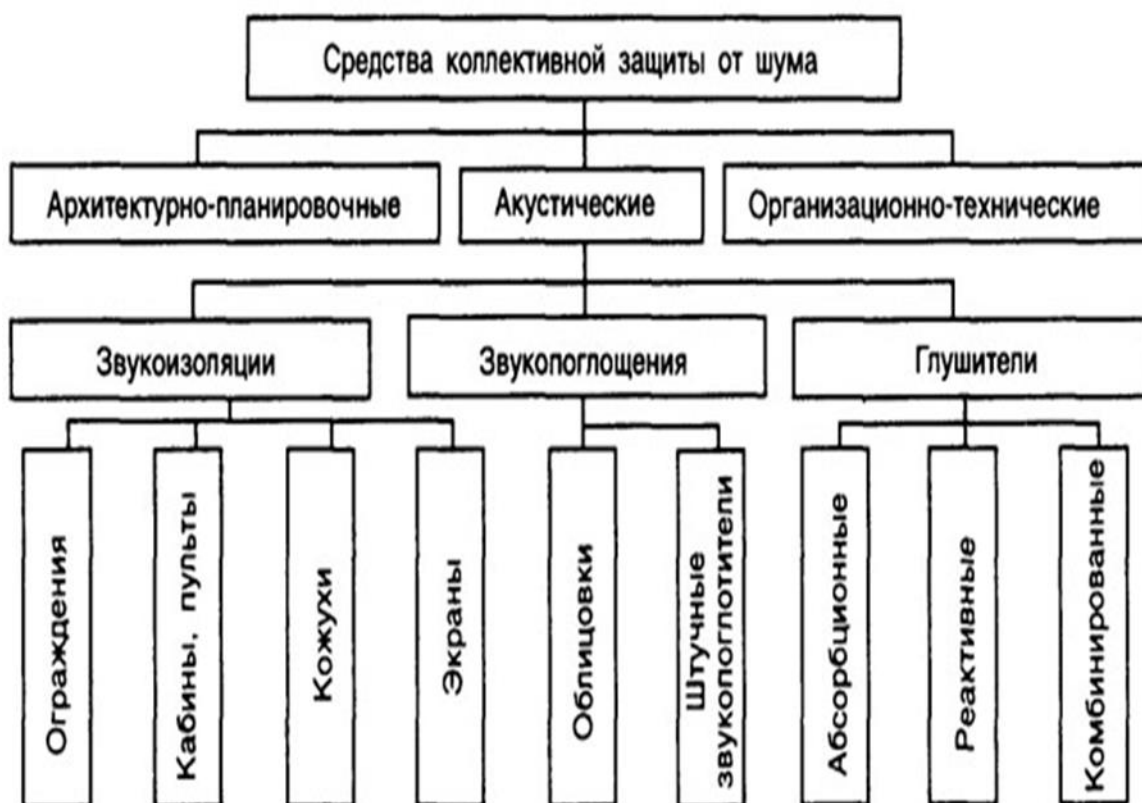 Средства коллективной защиты от шума
Архитектурно-планировочные
Акустические
Организационно-технические
Звукоизоляции
Звукопоглощения
Глушители
Ограждения
Кабины, пульты
Кожухи
Экраны
Облицовки
Штучные
звукопоглотители
Абсорбционные
Реактивные
Комбинированные